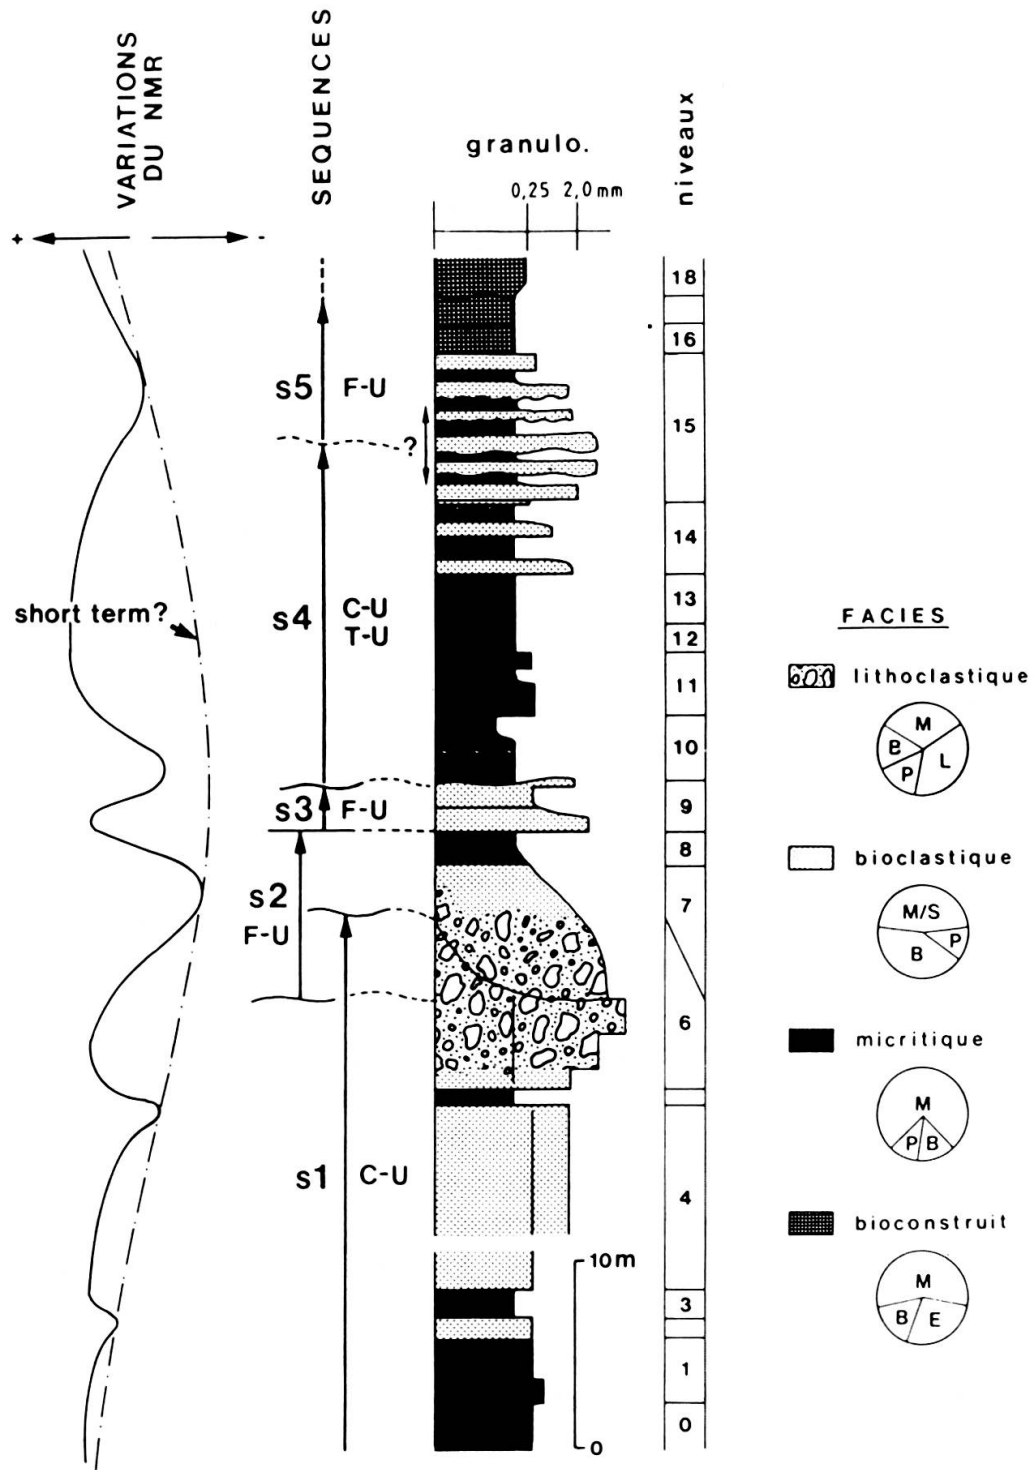 VARIATIONS
DU NMR
SEQUENCES
granulo.
0,25 2,0 mm
niveaux
+ -
18
16
s5 F-U
15
?
14
short term?
s4 C-U
T-U
13
12
11
10
s3 F-U
9
8
s2
F-U
7
6
s1 C-U
4
10m
3
1
0
0
FACIES
lithoclastique
M
B
P
L
bioclastique
M/S
B
P
micritique
M
P B
bioconstruit
M
B E